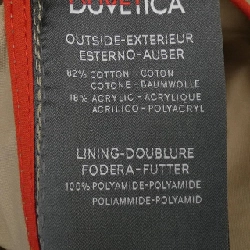 DUVETICA
OUTSIDE-EXTERIEUR
ESTERNO-AUBER
82% COTTON - COTON
COTONE - BAUMWOLLE
18% ACRYLIC - ACRYLIQUE
ACRILICO - POLYACRYL
LINING-DOUBLURE
FODERA-FUTTER
100% POLYAMIDE-POLYAMIDE
POLIAMMIDE-POLYAMID